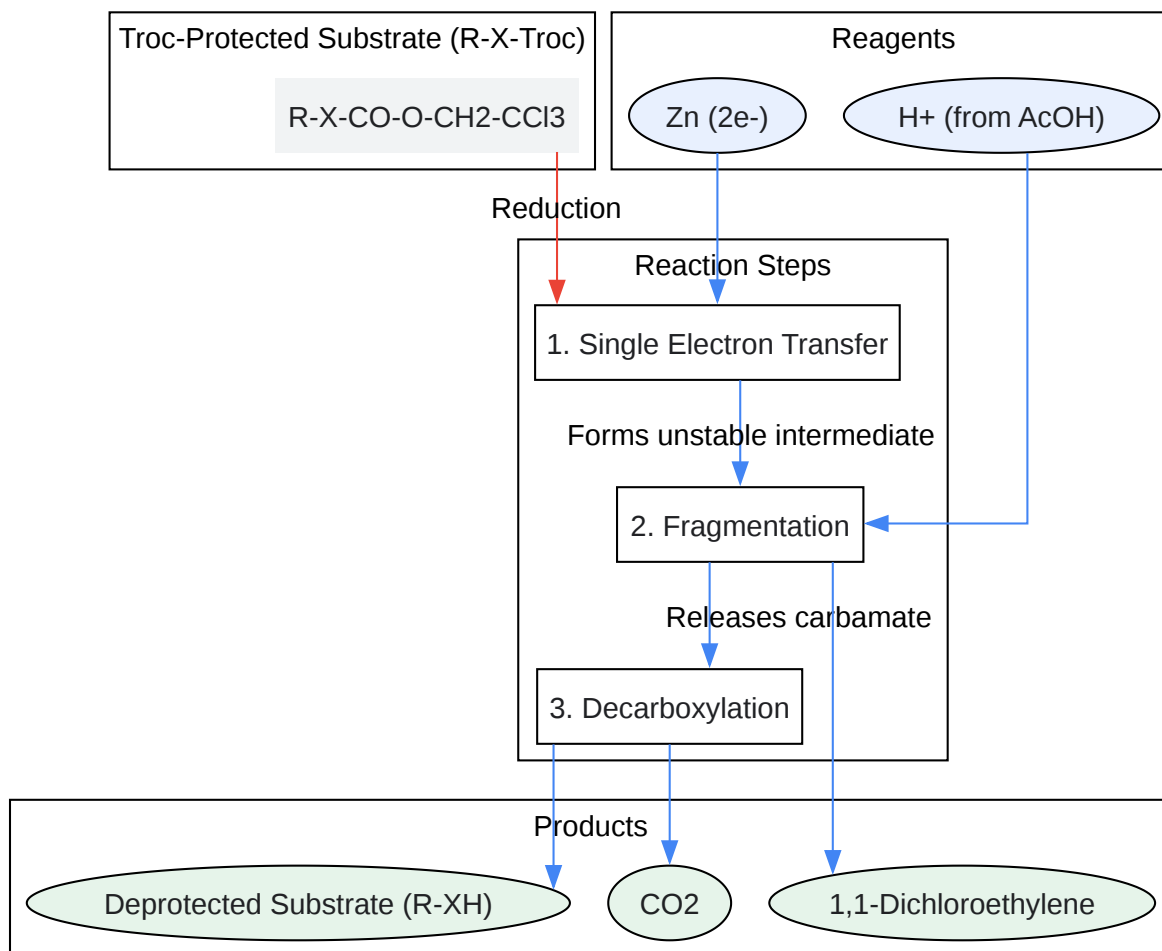 Troc-Protected Substrate (R-X-Troc)
Reagents
R-X-CO-O-CH2-CCl3
Zn (2e-)
H+ (from AcOH)
Reduction
Reaction Steps
1. Single Electron Transfer
Forms unstable intermediate
2. Fragmentation
Releases carbamate
3. Decarboxylation
Products
Deprotected Substrate (R-XH)
CO2
1,1-Dichloroethylene